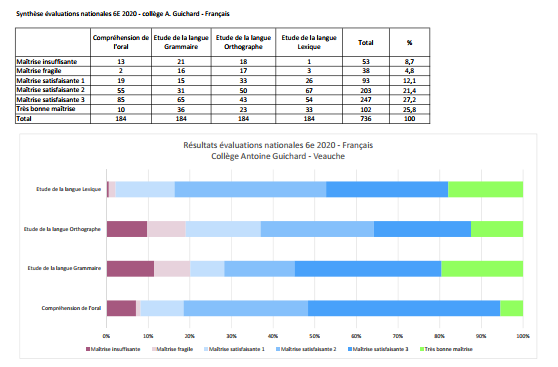 Synthèse évaluations nationales 6E 2020 - collège A. Guichard - Français
Compréhension de l'oral Etude de la langue Grammaire Etude de la langue Orthographe Etude de la langue Lexique Total %
Maîtrise insuffisante 13 21 18 1 53 8,7
Maîtrise fragile 2 16 17 3 38 4,8
Maîtrise satisfaisante 1 19 15 33 26 93 12,1
Maîtrise satisfaisante 2 55 31 50 67 203 21,4
Maîtrise satisfaisante 3 85 65 43 54 247 27,2
Très bonne maîtrise 10 36 23 33 102 25,8
Total 184 184 184 184 736 100
Résultats évaluations nationales 6e 2020 - Français
Collège Antoine Guichard - Veauche
Etude de la langue Lexique
Etude de la langue Orthographe
Etude de la langue Grammaire
Compréhension de l'oral
0% 10% 20% 30% 40% 50% 60% 70% 80% 90% 100%
Maîtrise insuffisante Maîtrise fragile Maîtrise satisfaisante 1 Maîtrise satisfaisante 2 Maîtrise satisfaisante 3 Très bonne maîtrise